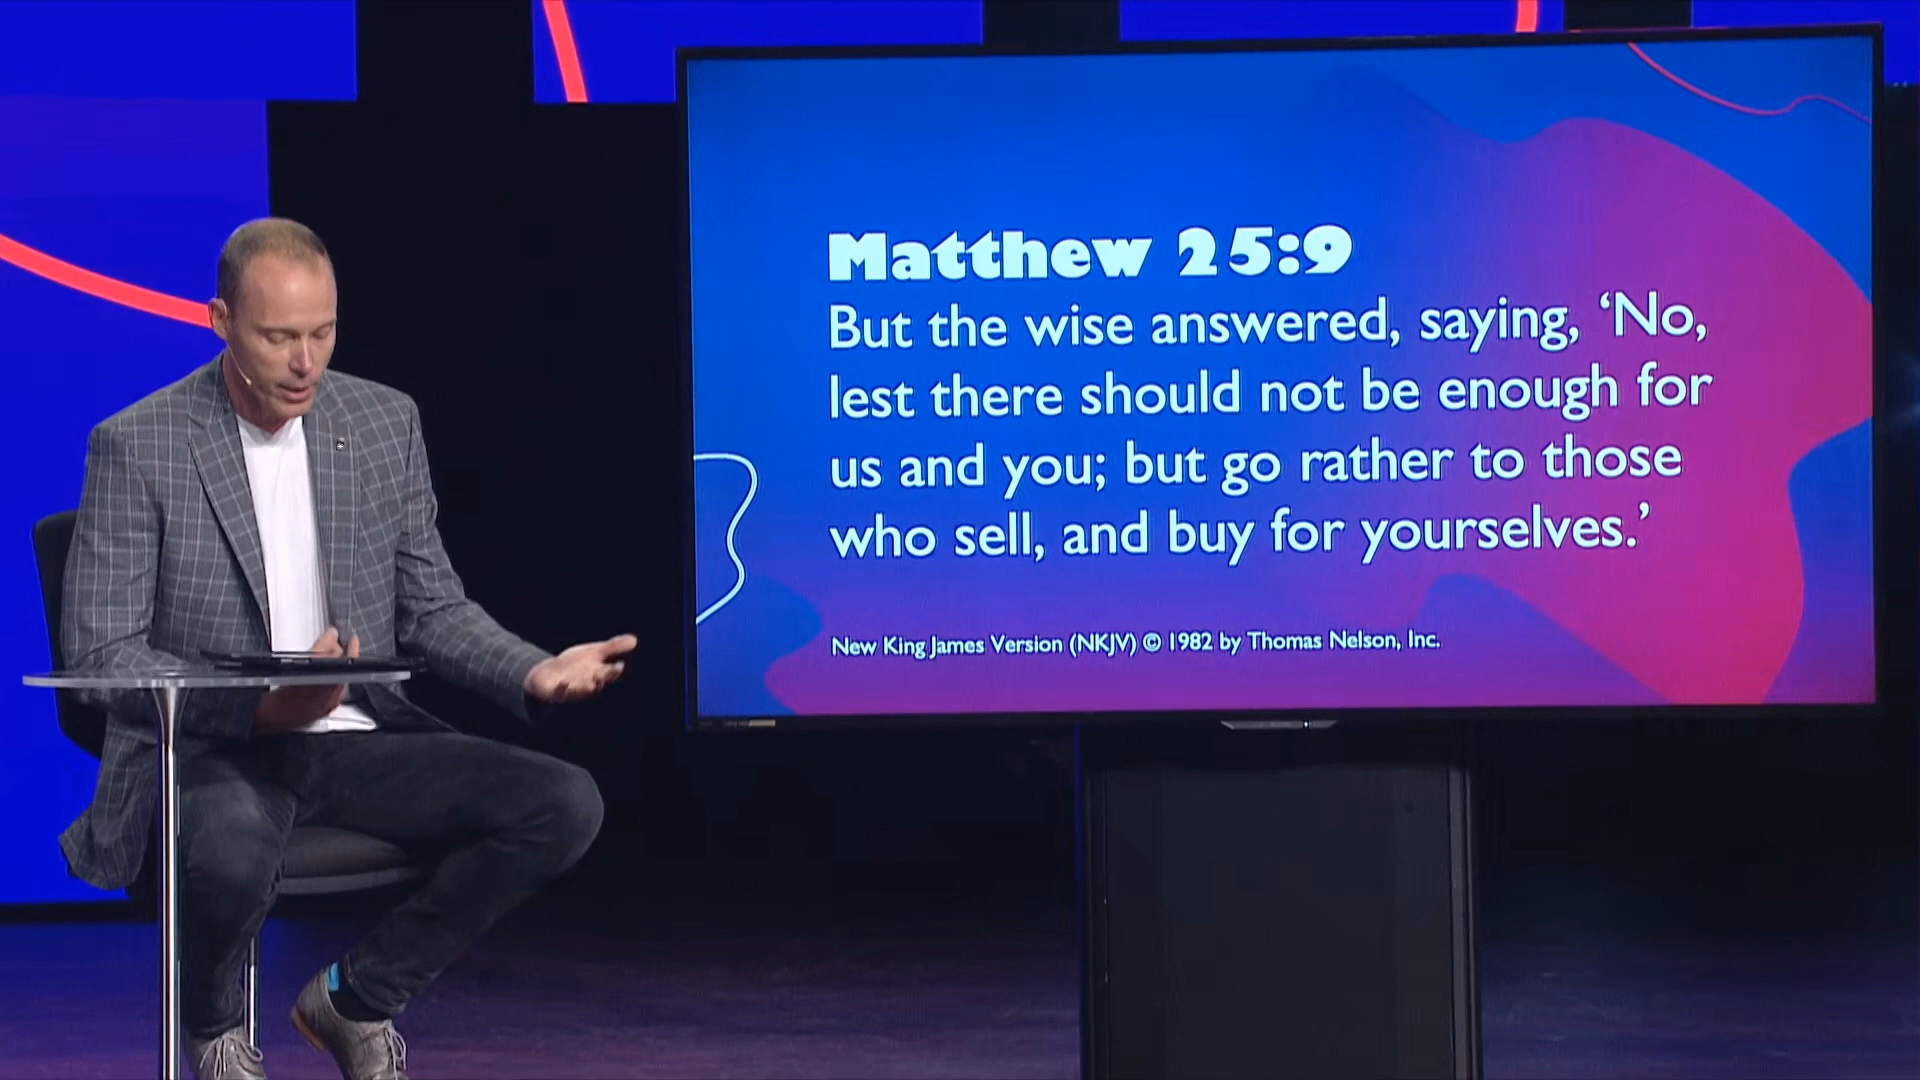 Matthew 25:9
But the wise answered, saying, ‘No,
lest there should not be enough for
us and you; but go rather to those
who sell, and buy for yourselves.’
New King James Version (NKJV) © 1982 by Thomas Nelson, Inc.